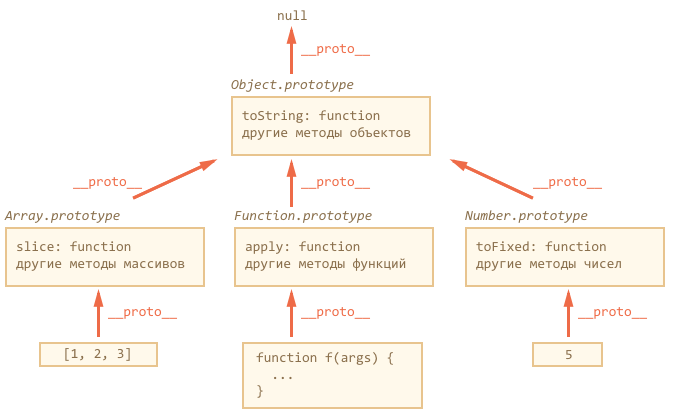 null
__proto__
Object.prototype
toString: function
другие методы объектов
__proto__
__proto__
__proto__
Array.prototype
Function.prototype
Number.prototype
slice: function
другие методы массивов
apply: function
другие методы функций
toFixed: function
другие методы чисел
__proto__
__proto__
__proto__
[1, 2, 3]
function f(args) {
...
}
5